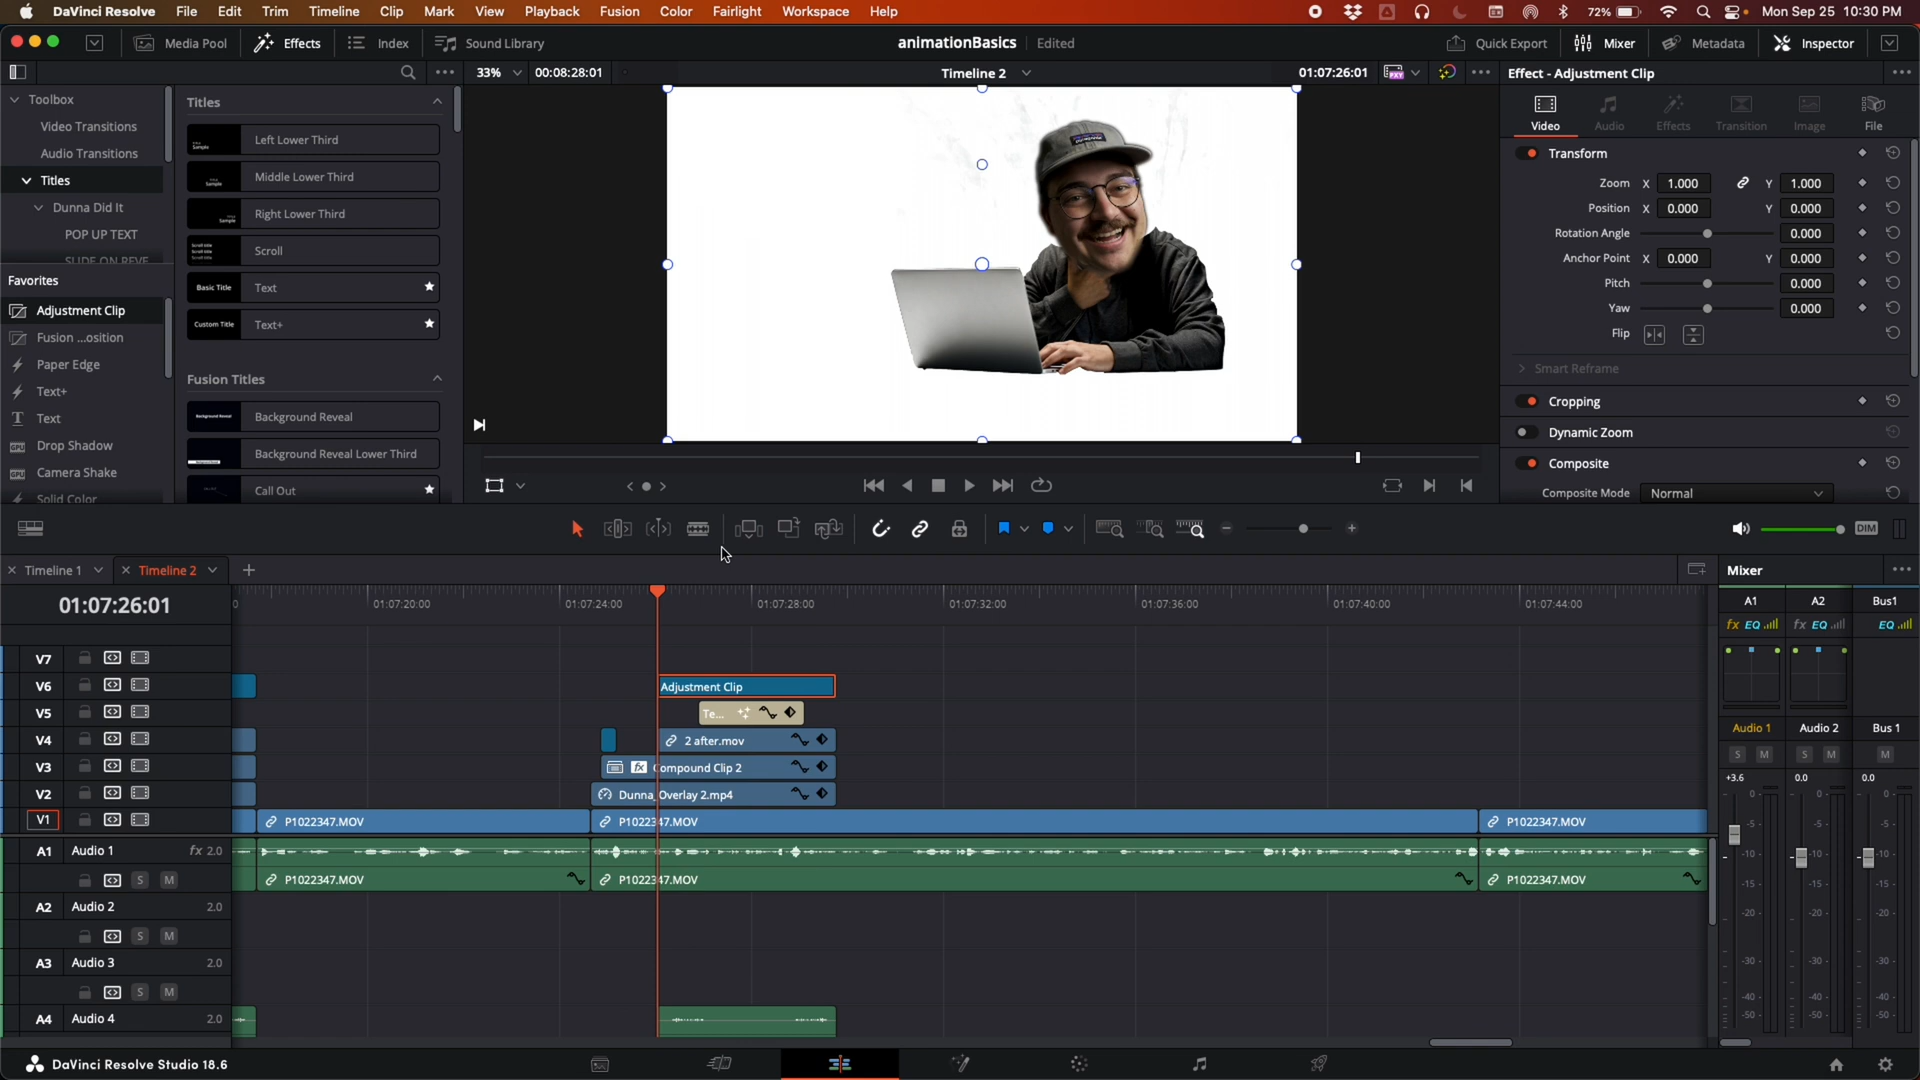 DaVinci Resolve File Edit Trim Timeline Clip Mark View Playback Fusion Color Fairlight Workspace Help 72% Mon Sep 25 10:30 PM
Media Pool Effects Index Sound Library animationBasics Edited Quick Export Mixer Metadata Inspector
33% 00:08:28:01 Timeline 2 01:07:26:01 PXY Effect - Adjustment Clip
Toolbox
Video Transitions
Audio Transitions
Titles
Dunna Did It
POP UP TEXT
SLIDE ON REVE
Favorites
Adjustment Clip
Fusion ...osition
Paper Edge
Text+
Text
Drop Shadow
Camera Shake
Solid Color
Titles
Left Lower Third
Middle Lower Third
Right Lower Third
Scroll
Basic Title Text
Custom Title Text+
Fusion Titles
Background Reveal Background Reveal
Background Reveal Lower Third
Call Out
Video Audio Effects Transition Image File
Transform
Zoom X 1.000 Y 1.000
Position X 0.000 Y 0.000
Rotation Angle 0.000
Anchor Point X 0.000 Y 0.000
Pitch 0.000
Yaw 0.000
Flip
Smart Reframe
Cropping
Dynamic Zoom
Composite
Composite Mode Normal
DIM
Timeline 1 Timeline 2 Mixer
01:07:26:01 0 01:07:20:00 01:07:24:00 01:07:28:00 01:07:32:00 01:07:36:00 01:07:40:00 01:07:44:00
V7
V6 Adjustment Clip
V5 Te...
V4 2 after.mov
V3 fx Compound Clip 2
V2 Dunna_Overlay 2.mp4
V1 P1022347.MOV P1022347.MOV P1022347.MOV
A1 Audio 1 fx 2.0
S M P1022347.MOV P1022347.MOV P1022347.MOV
A2 Audio 2 2.0
S M
A3 Audio 3 2.0
S M
A4 Audio 4 2.0
A1 A2 Bus1
fx EQ fx EQ EQ
Audio 1 Audio 2 Bus 1
S M S M M
+3.6 0.0 0.0
0- 0- 0-
-5- -5- -5-
-10- -10- -10-
-15- -15- -15-
-20- -20- -20-
-30- -30- -30-
-40- -40- -40-
-50- -50- -50-
DaVinci Resolve Studio 18.6